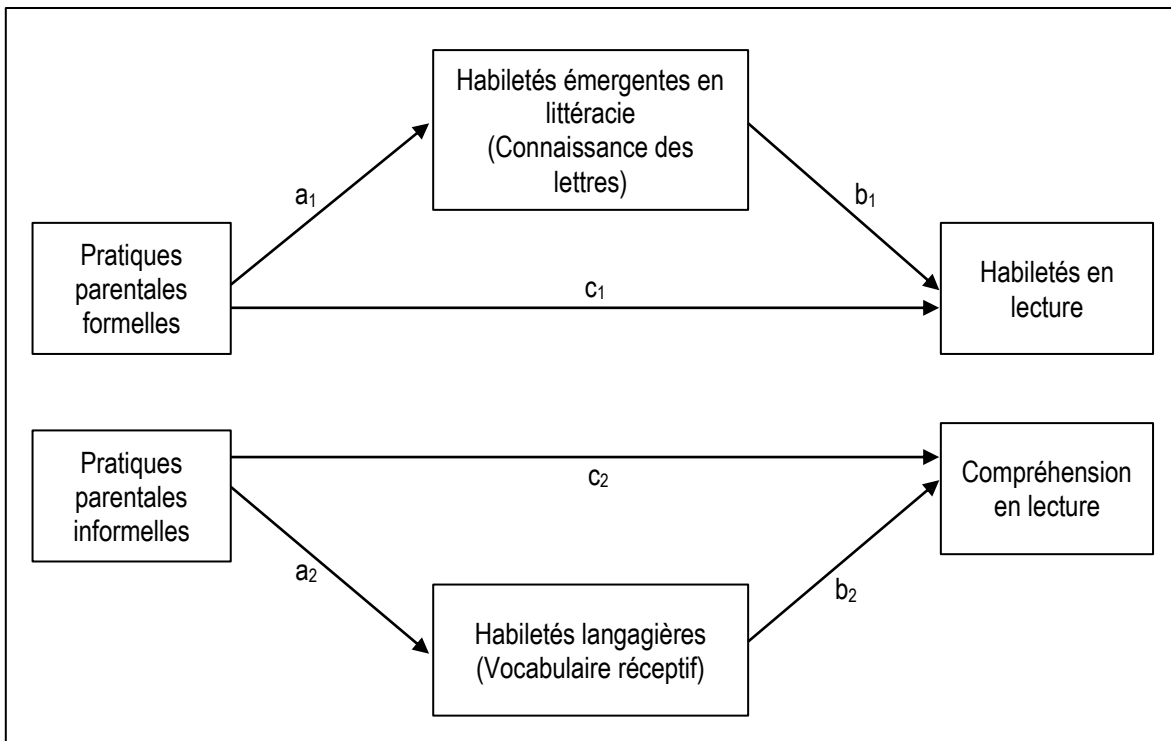 Habiletés émergentes en
littéracie
(Connaissance des
lettres)
a₁
b₁
Pratiques
parentales
formelles
c₁
Habiletés en
lecture
Pratiques
parentales
informelles
c₂
Compréhension
en lecture
a₂
b₂
Habiletés langagières
(Vocabulaire réceptif)